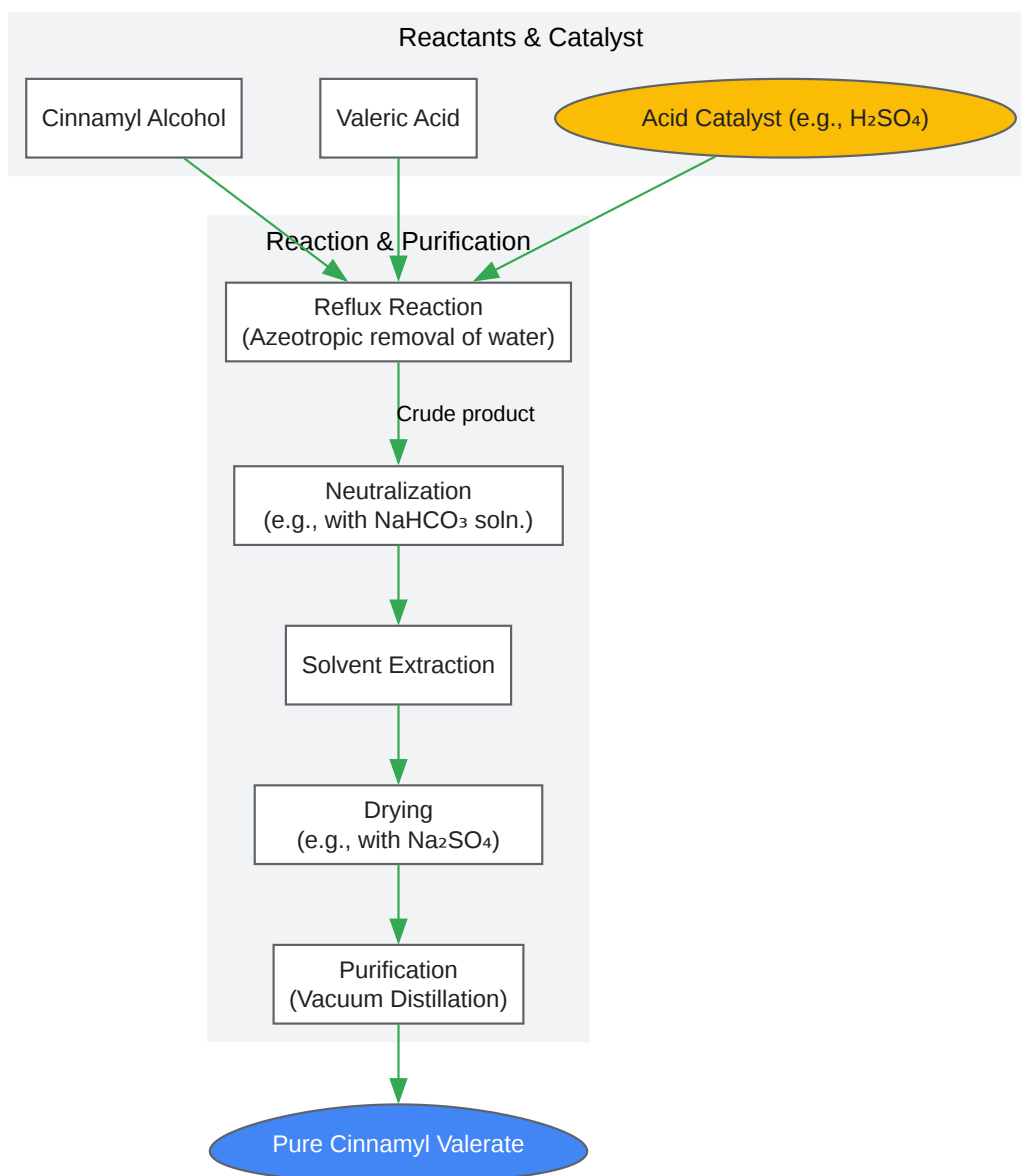 Reactants & Catalyst
Cinnamyl Alcohol
Valeric Acid
Acid Catalyst (e.g., H₂SO₄)
Reaction & Purification
Reflux Reaction
(Azeotropic removal of water)
Crude product
Neutralization
(e.g., with NaHCO₃ soln.)
Solvent Extraction
Drying
(e.g., with Na₂SO₄)
Purification
(Vacuum Distillation)
Pure Cinnamyl Valerate